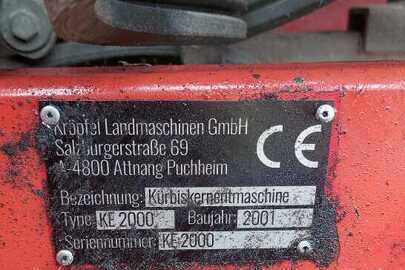 Kröpfel Landmaschinen GmbH
Salzburgerstraße 69
A-4800 Attnang Puchheim
CE
Bezeichnung: Kürbiskernerntmaschine
Type: KE 2000 Baujahr: 2001
Seriennummer: KE 2000